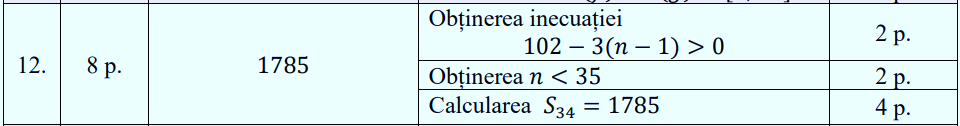 Obținerea inecuației
102 − 3(n − 1) > 0
2 p.
12.
8 p.
1785
Obținerea n < 35
2 p.
Calcularea S₃₄ = 1785
4 p.